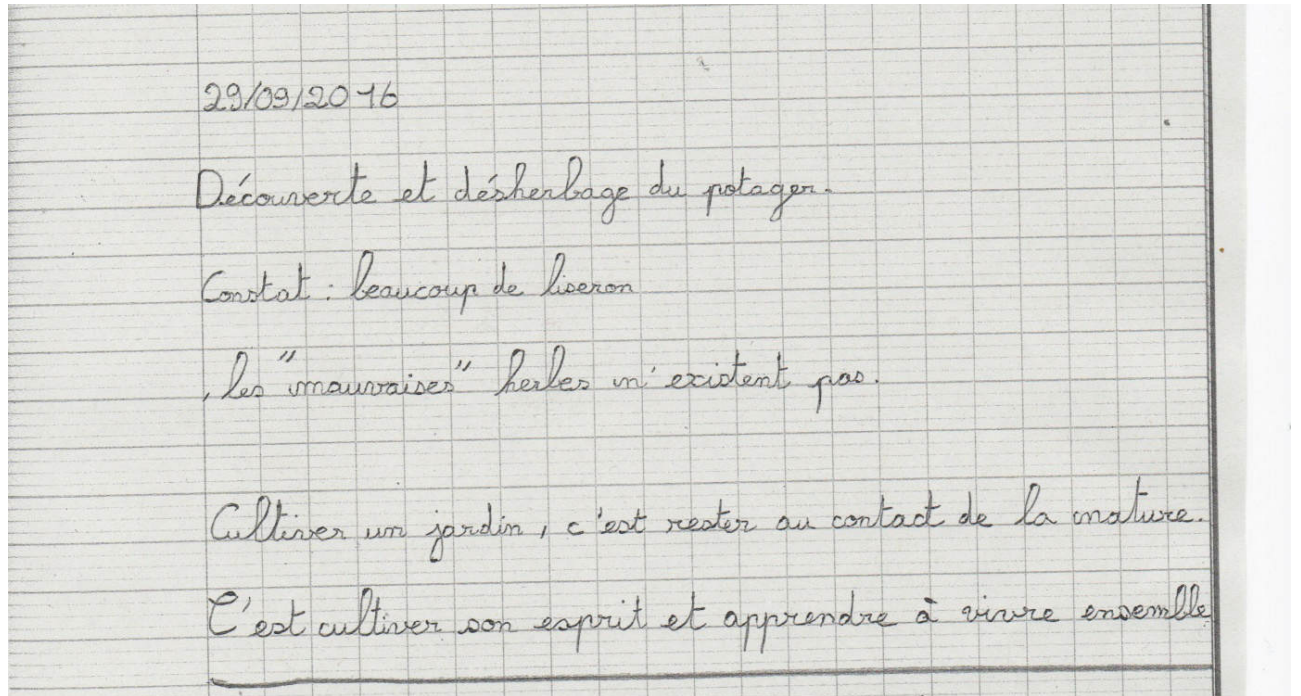 29/09/2016
Découverte et désherbage du potager.
Constat : beaucoup de liseron
, les "mauvaises" herbes n'existent pas.
Cultiver un jardin, c'est rester au contact de la nature.
C'est cultiver son esprit et apprendre à vivre ensemble